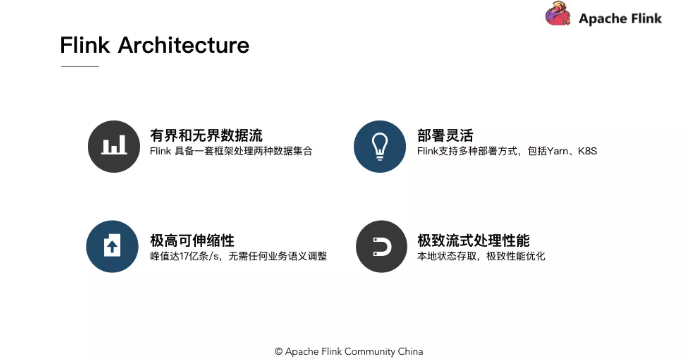 Apache Flink
Flink Architecture
有界和无界数据流
Flink 具备一套框架处理两种数据集合
部署灵活
Flink支持多种部署方式，包括Yarn、K8S
极高可伸缩性
峰值达17亿条/s，无需任何业务语义调整
极致流式处理性能
本地状态存取，极致性能优化
© Apache Flink Community China